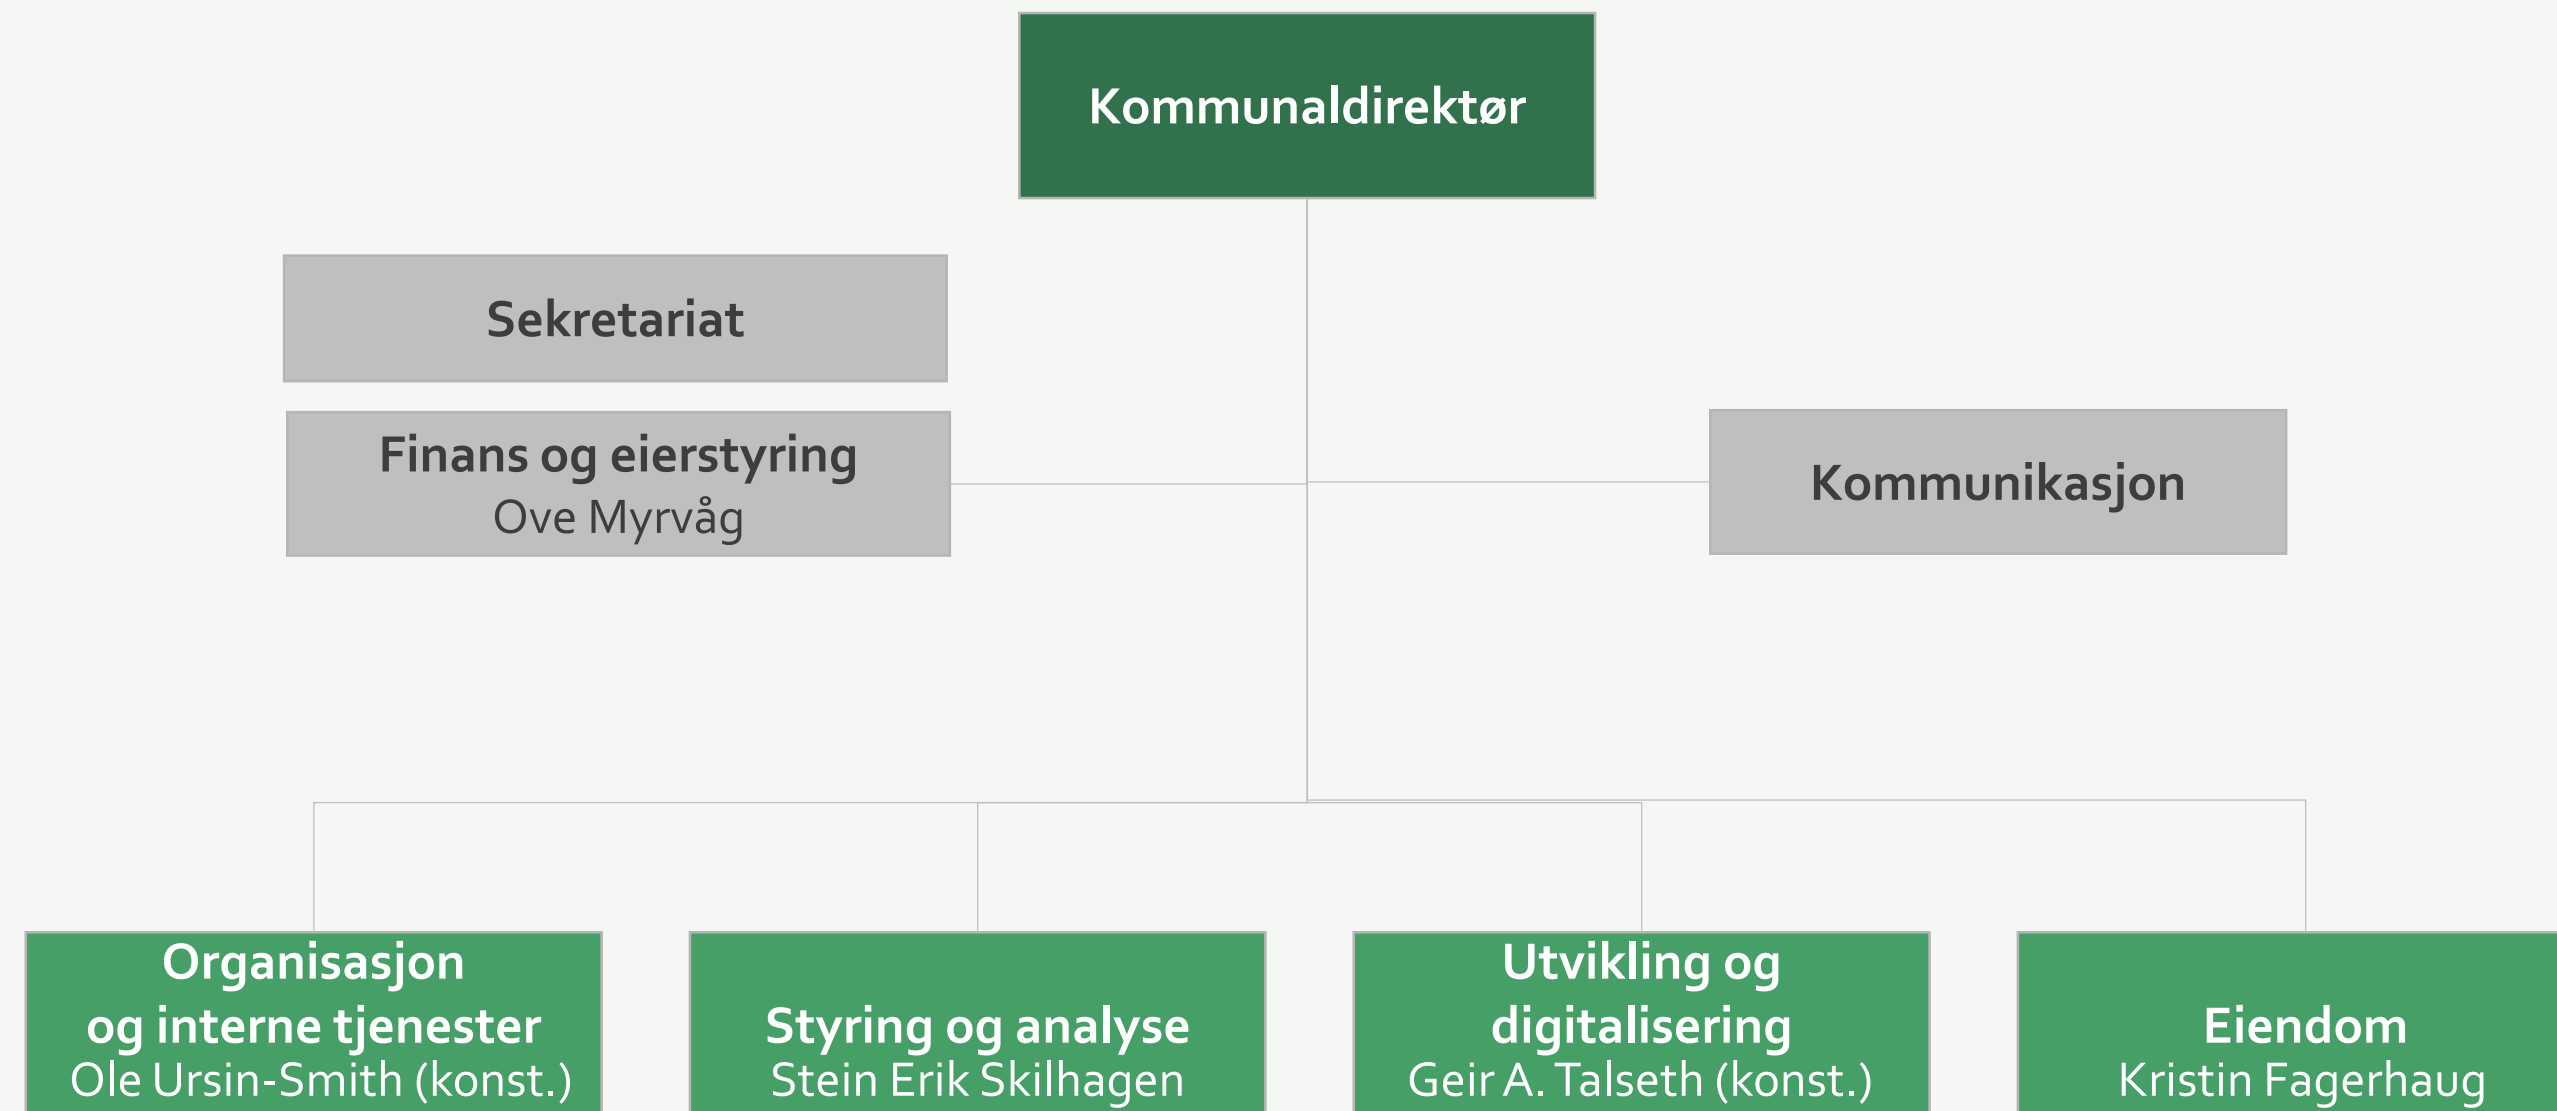 Kommunaldirektør
Sekretariat
Finans og eierstyring
Ove Myrvåg
Kommunikasjon
Organisasjon
og interne tjenester
Ole Ursin-Smith (konst.)
Styring og analyse
Stein Erik Skilhagen
Utvikling og
digitalisering
Geir A. Talseth (konst.)
Eiendom
Kristin Fagerhaug